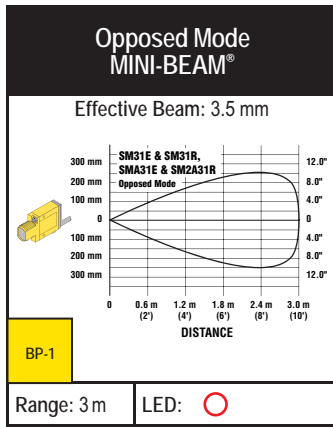 Opposed Mode
MINI-BEAM®
Effective Beam: 3.5 mm
SM31E & SM31R,
SMA31E & SM2A31R
Opposed Mode
300 mm
200 mm
100 mm
0
100 mm
200 mm
300 mm
12.0"
8.0"
4.0"
0
4.0"
8.0"
12.0"
0 0.6 m 1.2 m 1.8 m 2.4 m 3.0 m
(2') (4') (6') (8') (10')
DISTANCE
BP-1
Range: 3 m LED: